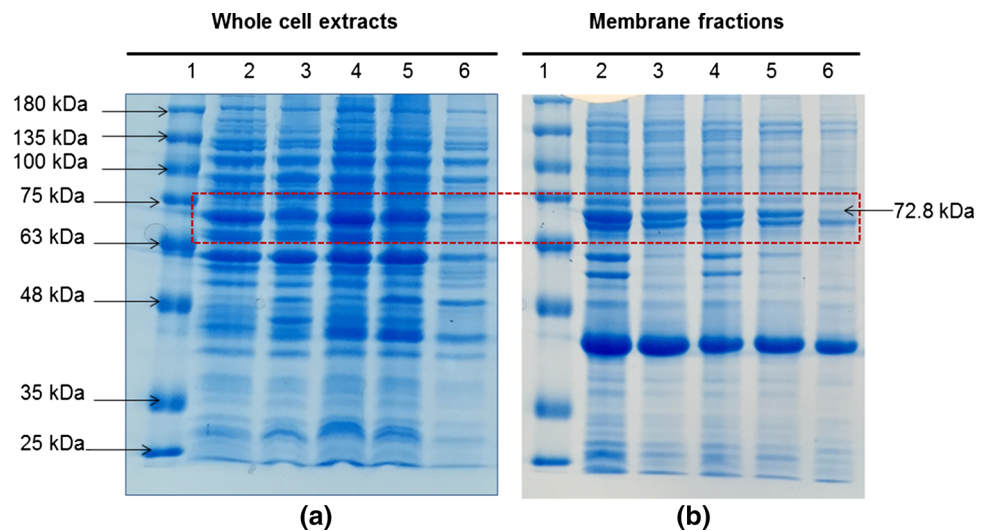 Whole cell extracts
Membrane fractions
1 2 3 4 5 6
1 2 3 4 5 6
180 kDa
135 kDa
100 kDa
75 kDa
63 kDa
48 kDa
35 kDa
25 kDa
72.8 kDa
(a)
(b)